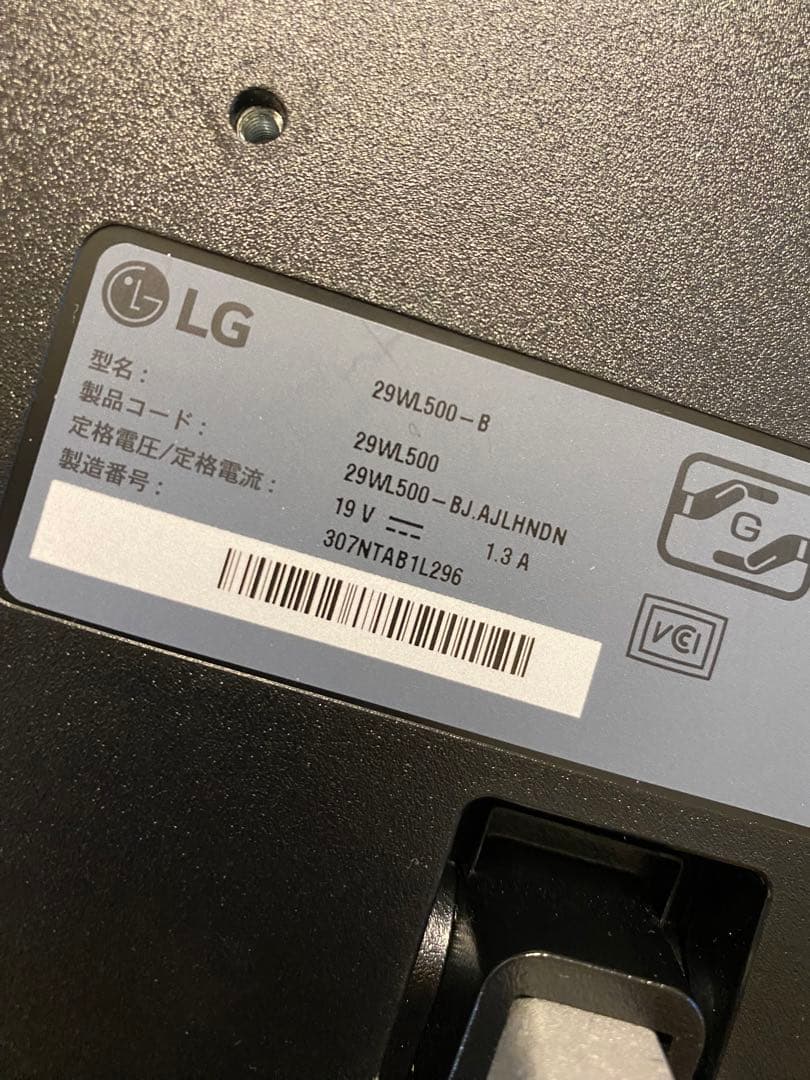 LG
型名：
29WL500-B
29WL500
製品コード：
29WL500-BJ.AJLHNDN
定格電圧/定格電流：
19 V ⎓ 1.3 A
製造番号：
307NTAB1L296
G
VCCI